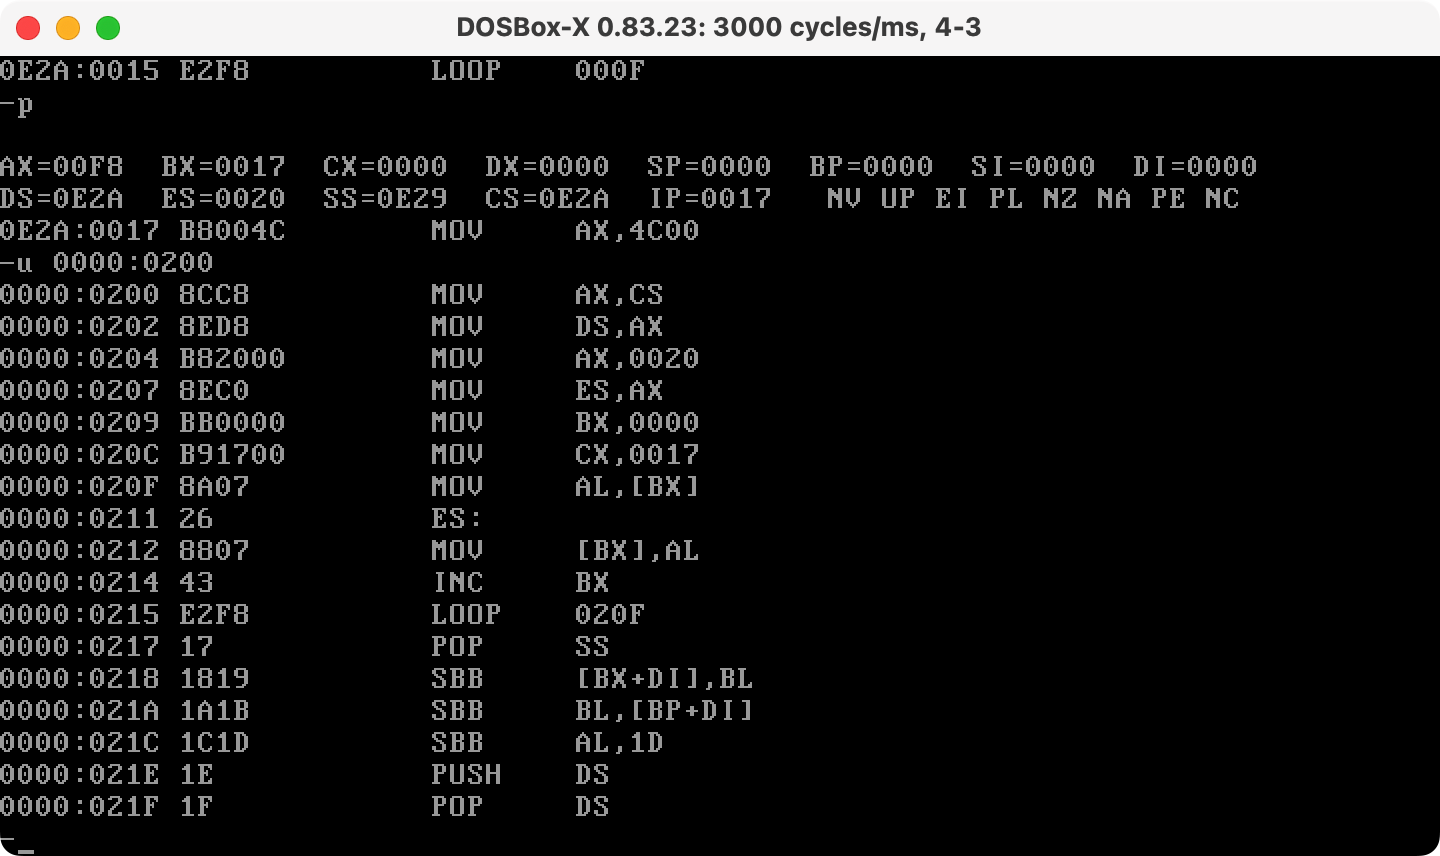 DOSBox-X 0.83.23: 3000 cycles/ms, 4-3
0E2A:0015 E2F8          LOOP    000F
-p

AX=00F8  BX=0017  CX=0000  DX=0000  SP=0000  BP=0000  SI=0000  DI=0000
DS=0E2A  ES=0020  SS=0E29  CS=0E2A  IP=0017   NV UP EI PL NZ NA PE NC
0E2A:0017 B8004C        MOV     AX,4C00
-u 0000:0200
0000:0200 8CC8          MOV     AX,CS
0000:0202 8ED8          MOV     DS,AX
0000:0204 B82000        MOV     AX,0020
0000:0207 8EC0          MOV     ES,AX
0000:0209 BB0000        MOV     BX,0000
0000:020C B91700        MOV     CX,0017
0000:020F 8A07          MOV     AL,[BX]
0000:0211 26            ES:
0000:0212 8807          MOV     [BX],AL
0000:0214 43            INC     BX
0000:0215 E2F8          LOOP    020F
0000:0217 17            POP     SS
0000:0218 1819          SBB     [BX+DI],BL
0000:021A 1A1B          SBB     BL,[BP+DI]
0000:021C 1C1D          SBB     AL,1D
0000:021E 1E            PUSH    DS
0000:021F 1F            POP     DS
-_